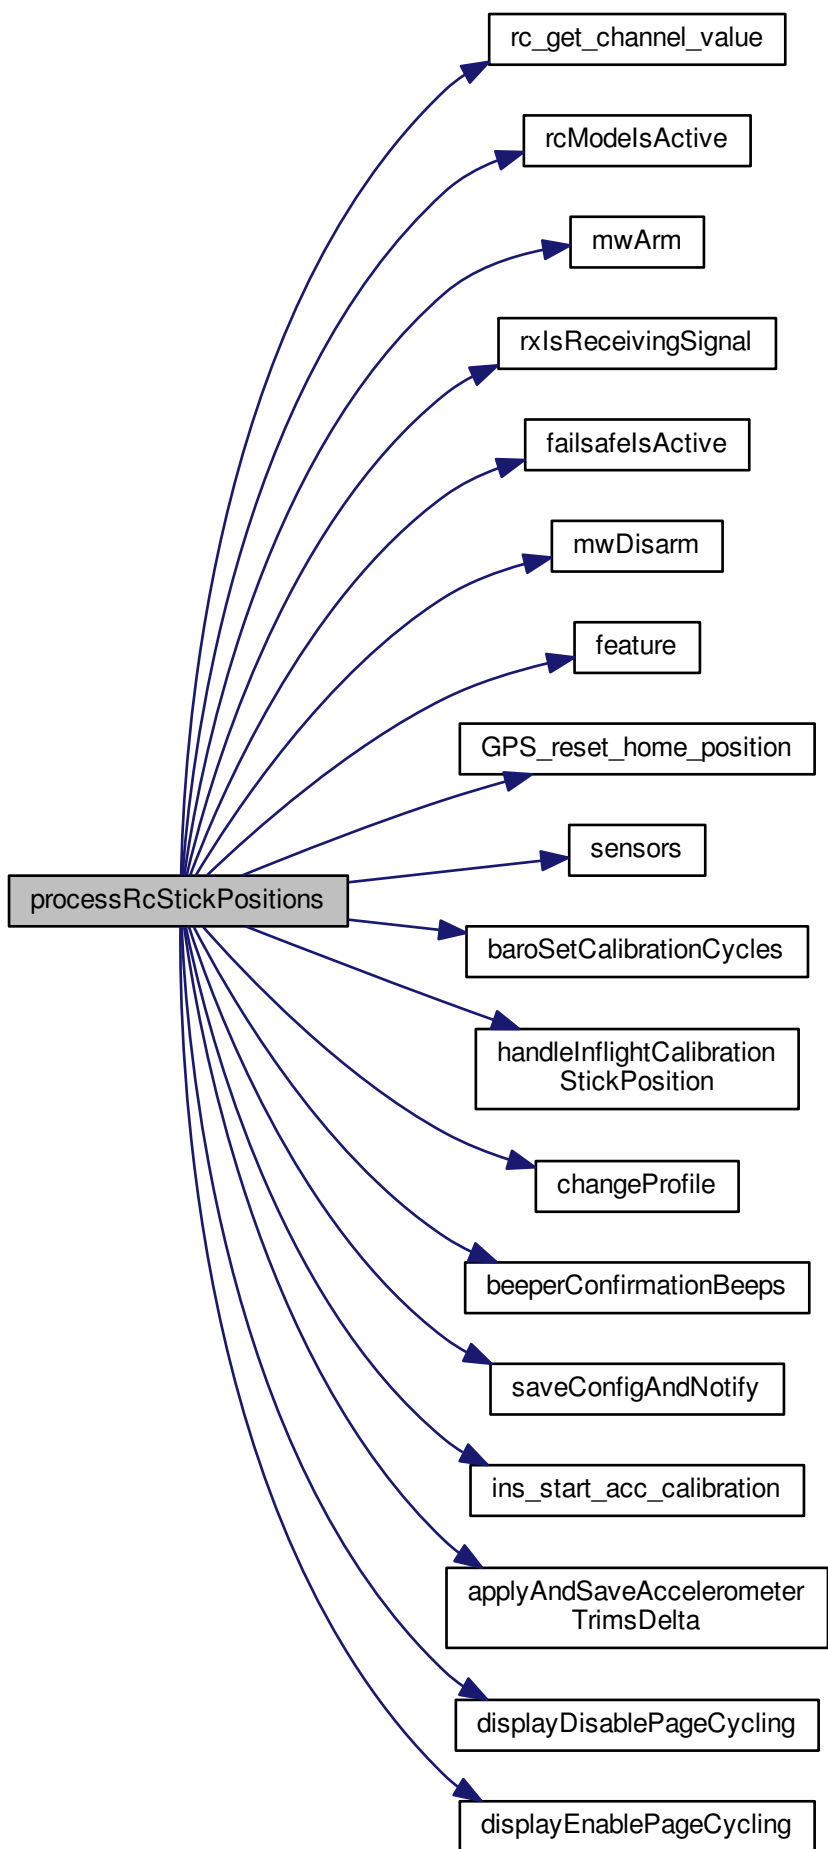 rc_get_channel_value
rcModeIsActive
mwArm
rxIsReceivingSignal
failsafeIsActive
mwDisarm
feature
GPS_reset_home_position
sensors
processRcStickPositions
baroSetCalibrationCycles
handleInflightCalibration
StickPosition
changeProfile
beeperConfirmationBeeps
saveConfigAndNotify
ins_start_acc_calibration
applyAndSaveAccelerometer
TrimsDelta
displayDisablePageCycling
displayEnablePageCycling